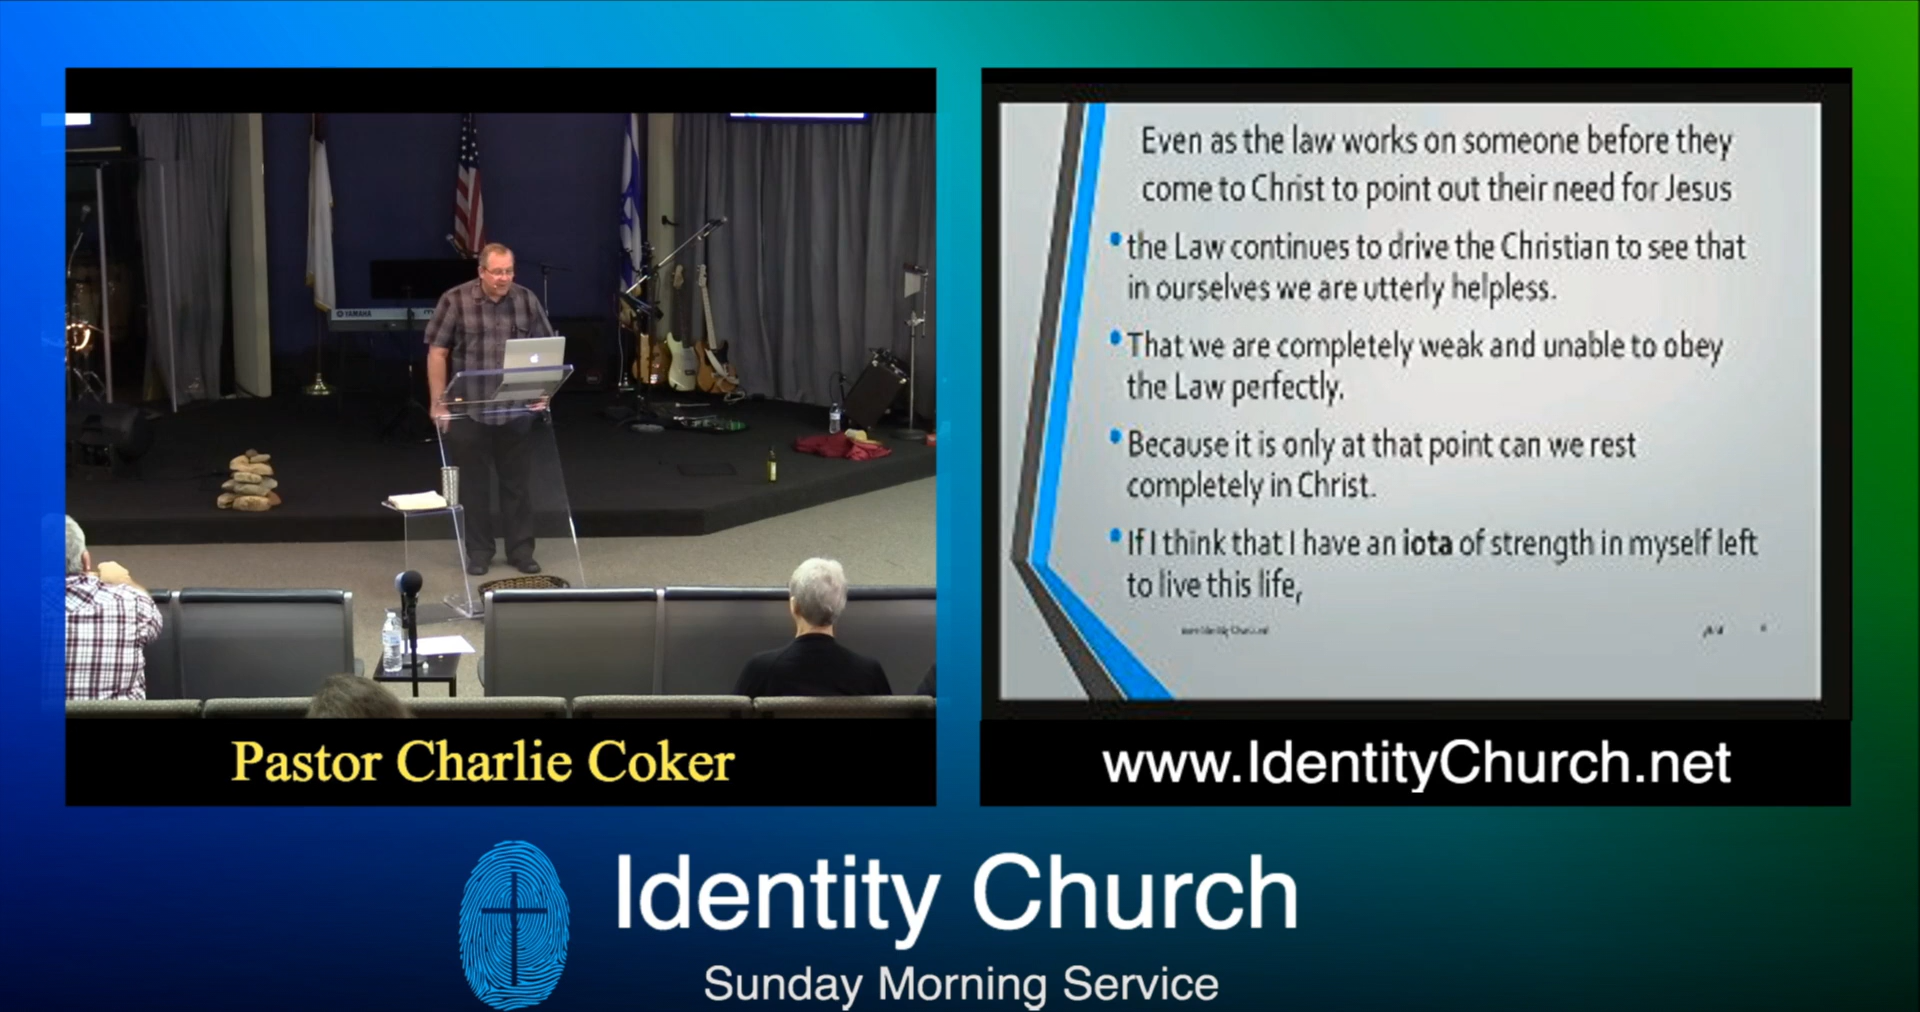 YAMAHA
Even as the law works on someone before they
come to Christ to point out their need for Jesus
the Law continues to drive the Christian to see that
in ourselves we are utterly helpless.
That we are completely weak and unable to obey
the Law perfectly.
Because it is only at that point can we rest
completely in Christ.
If I think that I have an iota of strength in myself left
to live this life,
Pastor Charlie Coker
www.IdentityChurch.net
Identity Church
Sunday Morning Service